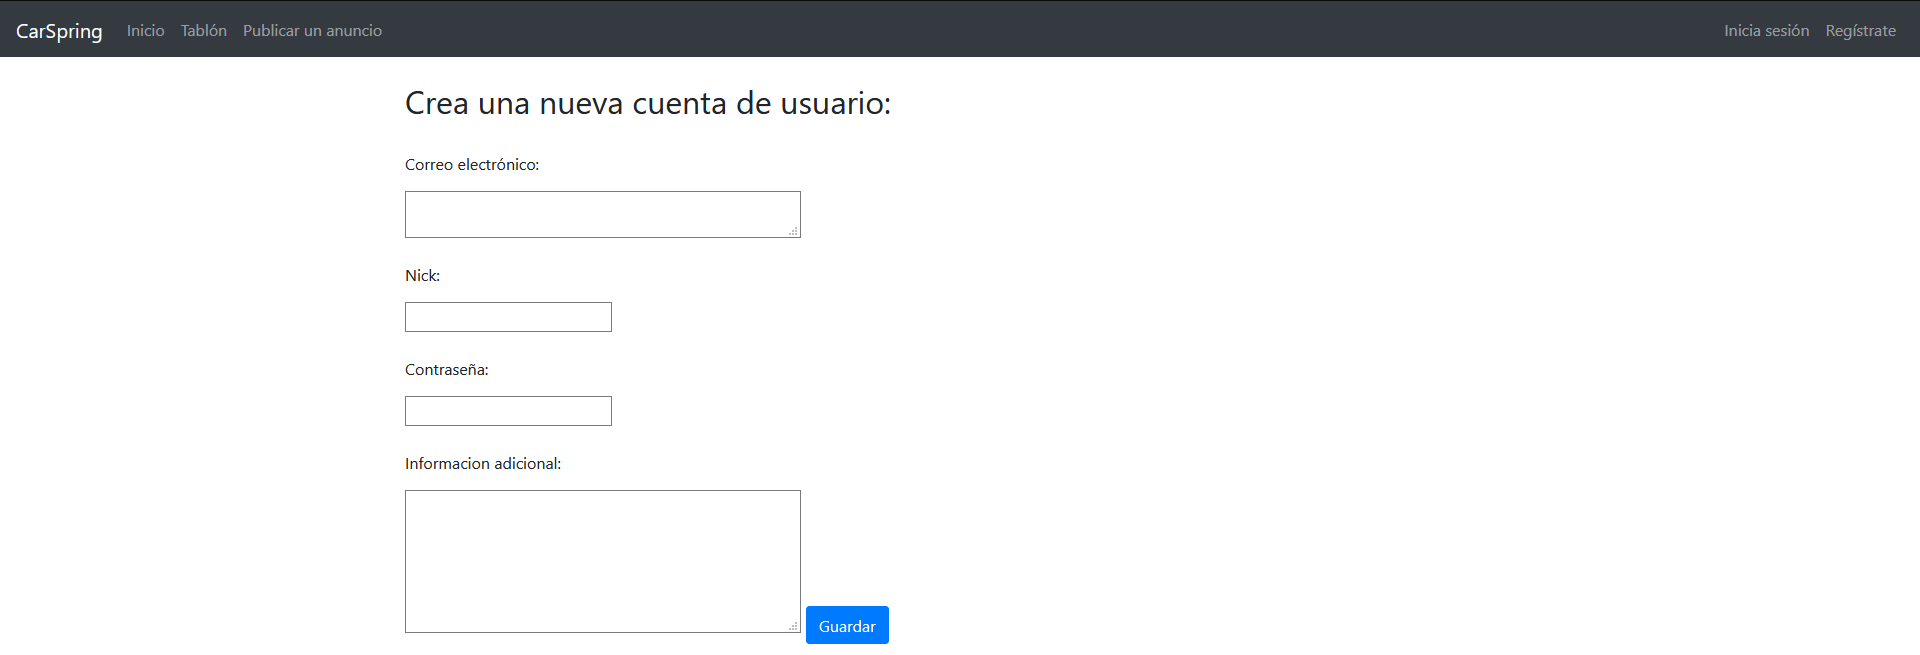 CarSpring Inicio Tablón Publicar un anuncio Inicia sesión Regístrate
Crea una nueva cuenta de usuario:
Correo electrónico:
Nick:
Contraseña:
Informacion adicional:
Guardar